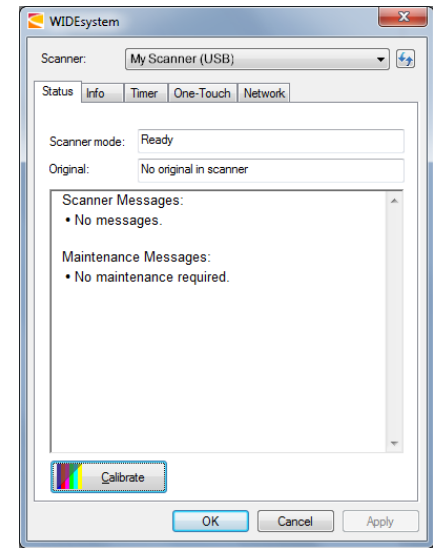 WIDEsystem
Scanner: My Scanner (USB)
Status Info Timer One-Touch Network
Scanner mode: Ready
Original: No original in scanner
Scanner Messages:
• No messages.
Maintenance Messages:
• No maintenance required.
Calibrate
OK Cancel Apply